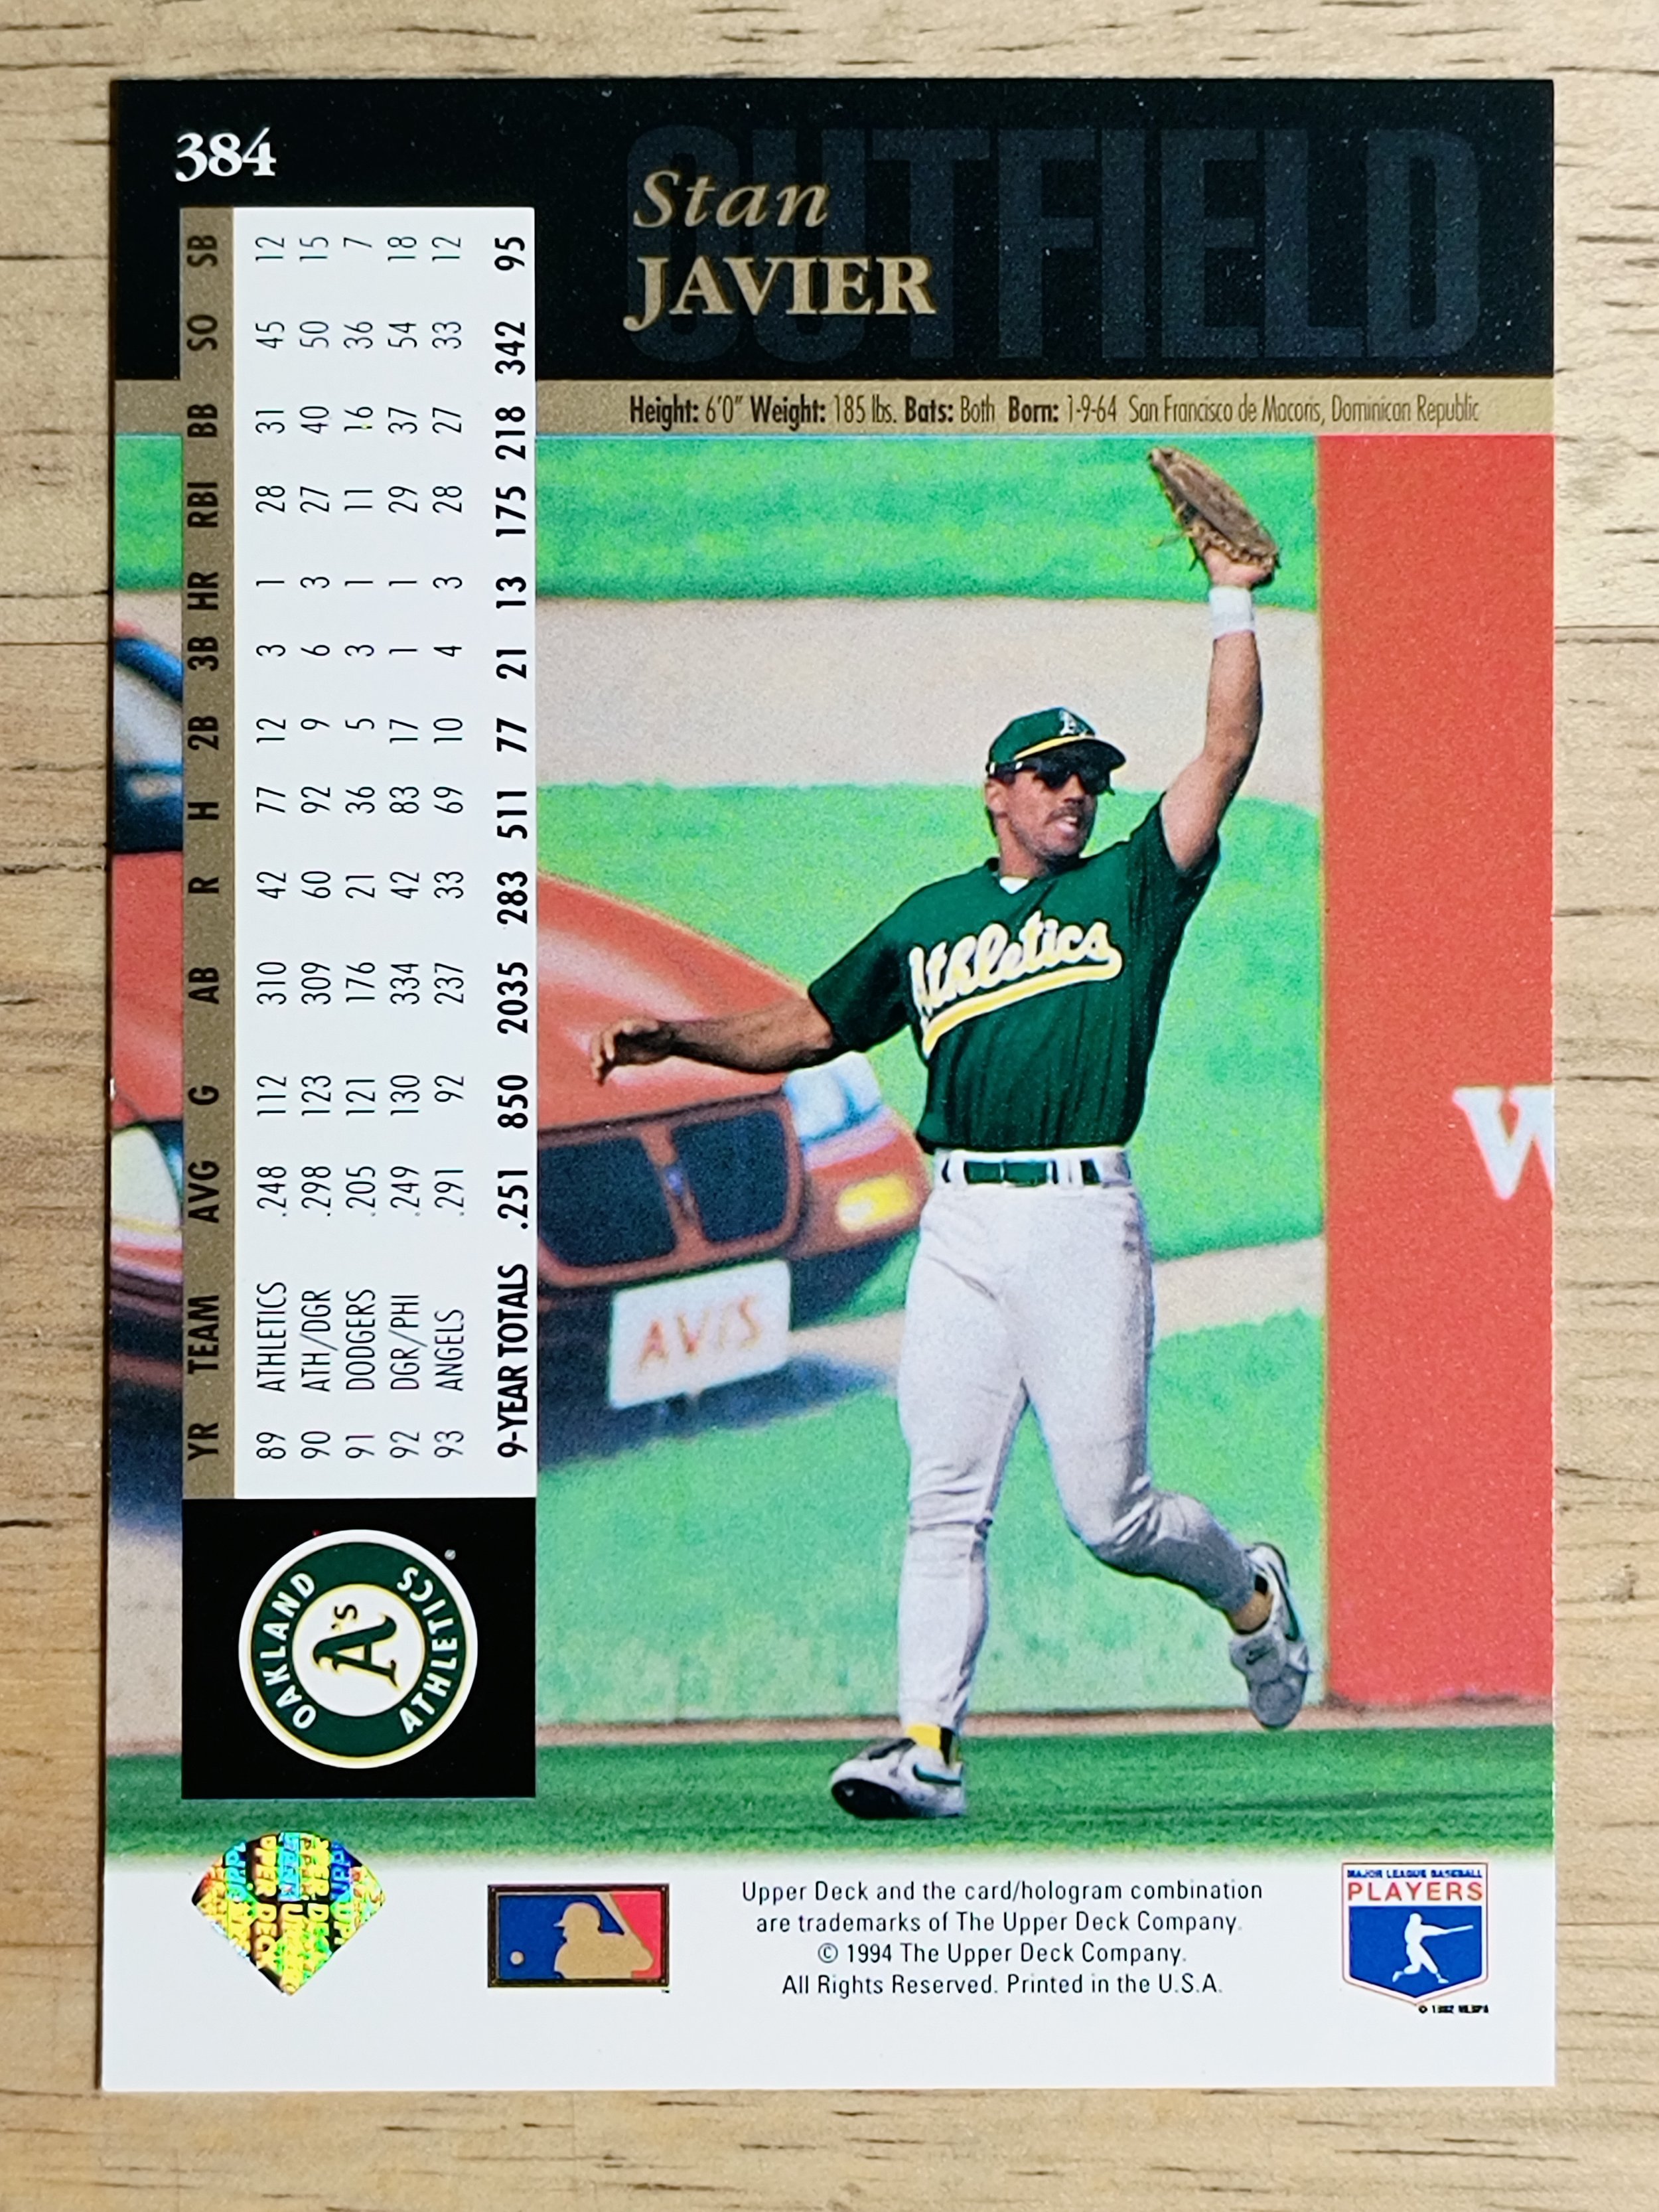 384
OUTFIELD
Stan
JAVIER
Height: 6'0" Weight: 185 lbs. Bats: Both Born: 1-9-64 San Francisco de Macoris, Dominican Republic
YR TEAM AVG G AB R H 2B 3B HR RBI BB SO SB
89 ATHLETICS .248 112 310 42 77 12 3 1 28 31 45 12
90 ATH/DGR .298 123 309 60 92 9 6 3 27 40 50 15
91 DODGERS .205 121 176 21 36 5 3 1 11 16 36 7
92 DGR/PHI .249 130 334 42 83 17 1 1 29 37 54 18
93 ANGELS .291 92 237 33 69 10 4 3 28 27 33 12
9-YEAR TOTALS .251 850 2035 283 511 77 21 13 175 218 342 95
OAKLAND ATHLETICS
A's
®
A's
Athletics
AVIS
W
UPPER DECK
Upper Deck and the card/hologram combination
are trademarks of The Upper Deck Company.
© 1994 The Upper Deck Company.
All Rights Reserved. Printed in the U.S.A.
MAJOR LEAGUE BASEBALL
PLAYERS
© 1992 MLBPA